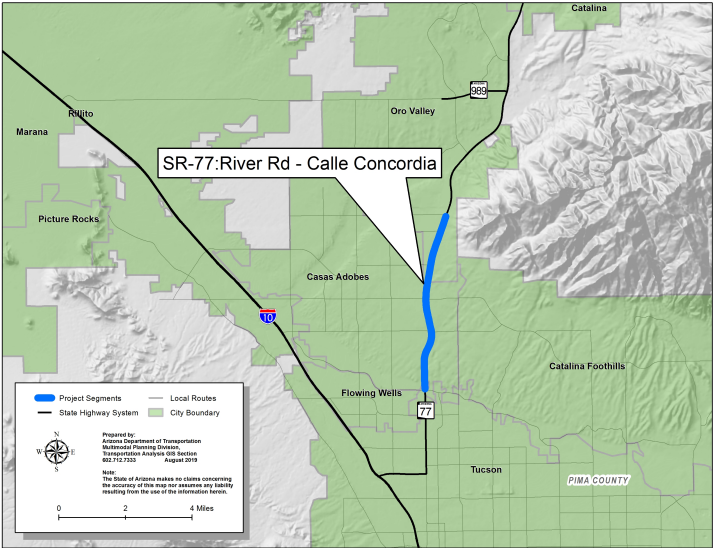 Catalina
989
Oro Valley
Rillito
Marana
SR-77:River Rd - Calle Concordia
Picture Rocks
Casas Adobes
10
Catalina Foothills
Flowing Wells
77
Tucson
PIMA COUNTY
Project Segments
Local Routes
State Highway System
City Boundary
N
W
E
S
Prepared by:
Arizona Department of Transportation
Multimodal Planning Division,
Transportation Analysis GIS Section
602.712.7333 August 2019
Note:
The State of Arizona makes no claims concerning
the accuracy of this map nor assumes any liability
resulting from the use of the information herein.
0 2 4 Miles